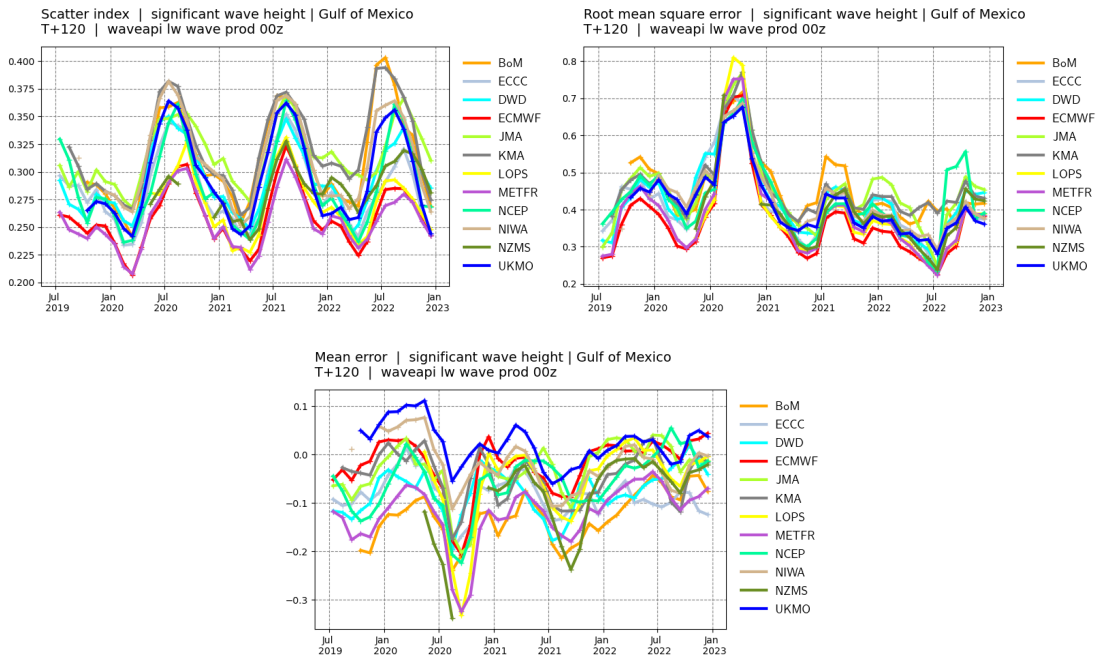 Scatter index | significant wave height | Gulf of Mexico
T+120 | waveapi lw wave prod 00z
0.400
0.375
0.350
0.325
0.300
0.275
0.250
0.225
0.200
Jul 2019
Jan 2020
Jul 2020
Jan 2021
Jul 2021
Jan 2022
Jul 2022
Jan 2023
BoM
ECCC
DWD
ECMWF
JMA
KMA
LOPS
METFR
NCEP
NIWA
NZMS
UKMO
Root mean square error | significant wave height | Gulf of Mexico
T+120 | waveapi lw wave prod 00z
0.8
0.7
0.6
0.5
0.4
0.3
0.2
Jul 2019
Jan 2020
Jul 2020
Jan 2021
Jul 2021
Jan 2022
Jul 2022
Jan 2023
BoM
ECCC
DWD
ECMWF
JMA
KMA
LOPS
METFR
NCEP
NIWA
NZMS
UKMO
Mean error | significant wave height | Gulf of Mexico
T+120 | waveapi lw wave prod 00z
0.1
0.0
−0.1
−0.2
−0.3
Jul 2019
Jan 2020
Jul 2020
Jan 2021
Jul 2021
Jan 2022
Jul 2022
Jan 2023
BoM
ECCC
DWD
ECMWF
JMA
KMA
LOPS
METFR
NCEP
NIWA
NZMS
UKMO